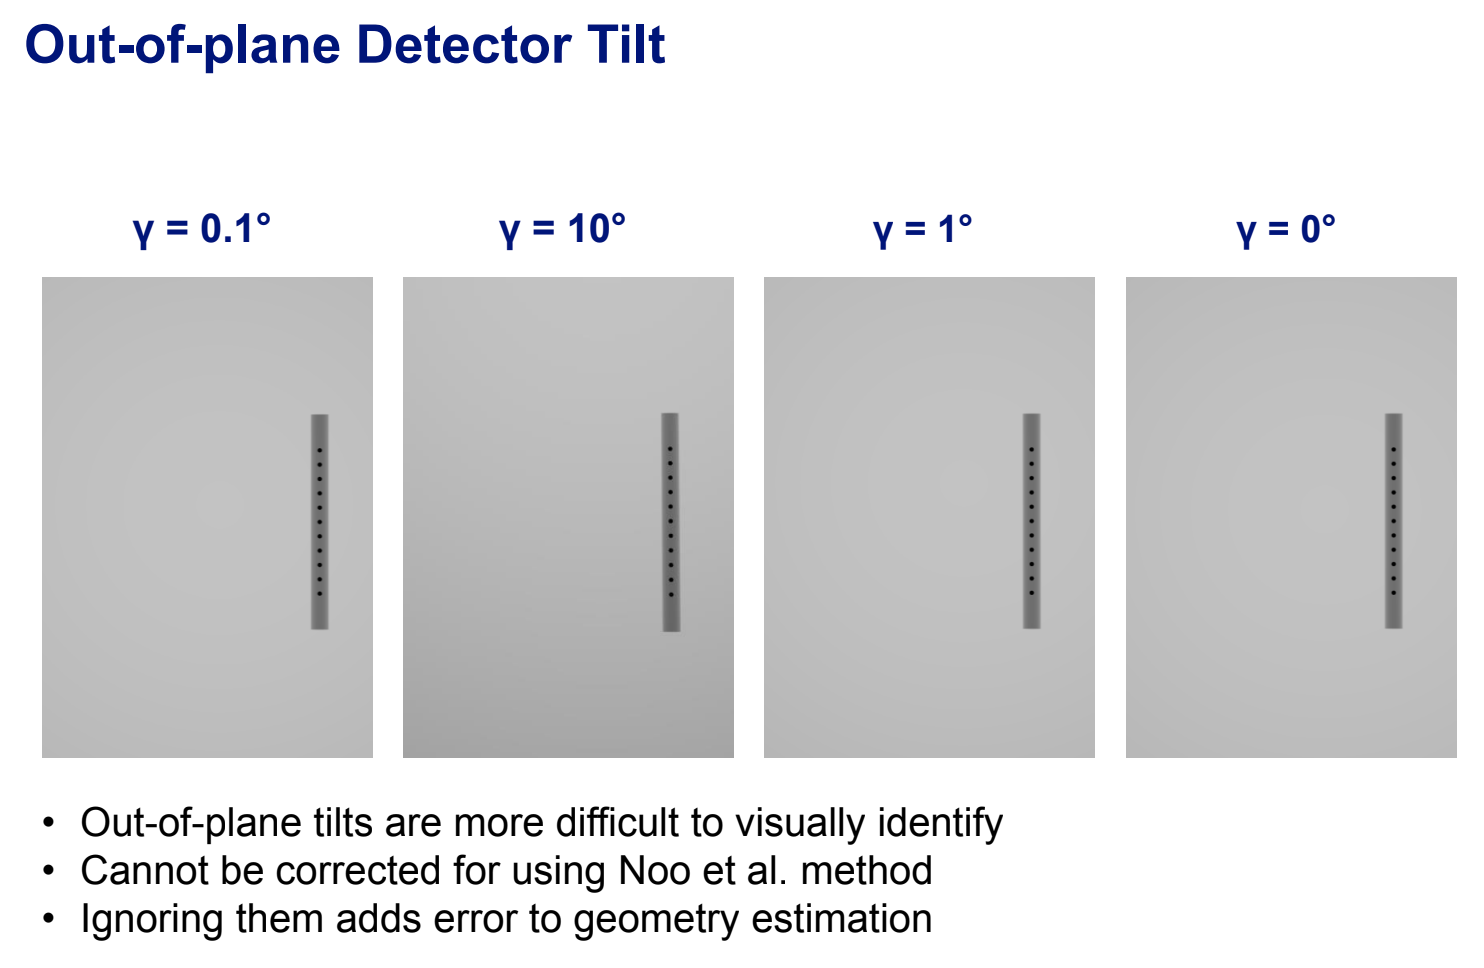 Out-of-plane Detector Tilt
γ = 0.1°
γ = 10°
γ = 1°
γ = 0°
• Out-of-plane tilts are more difficult to visually identify
• Cannot be corrected for using Noo et al. method
• Ignoring them adds error to geometry estimation